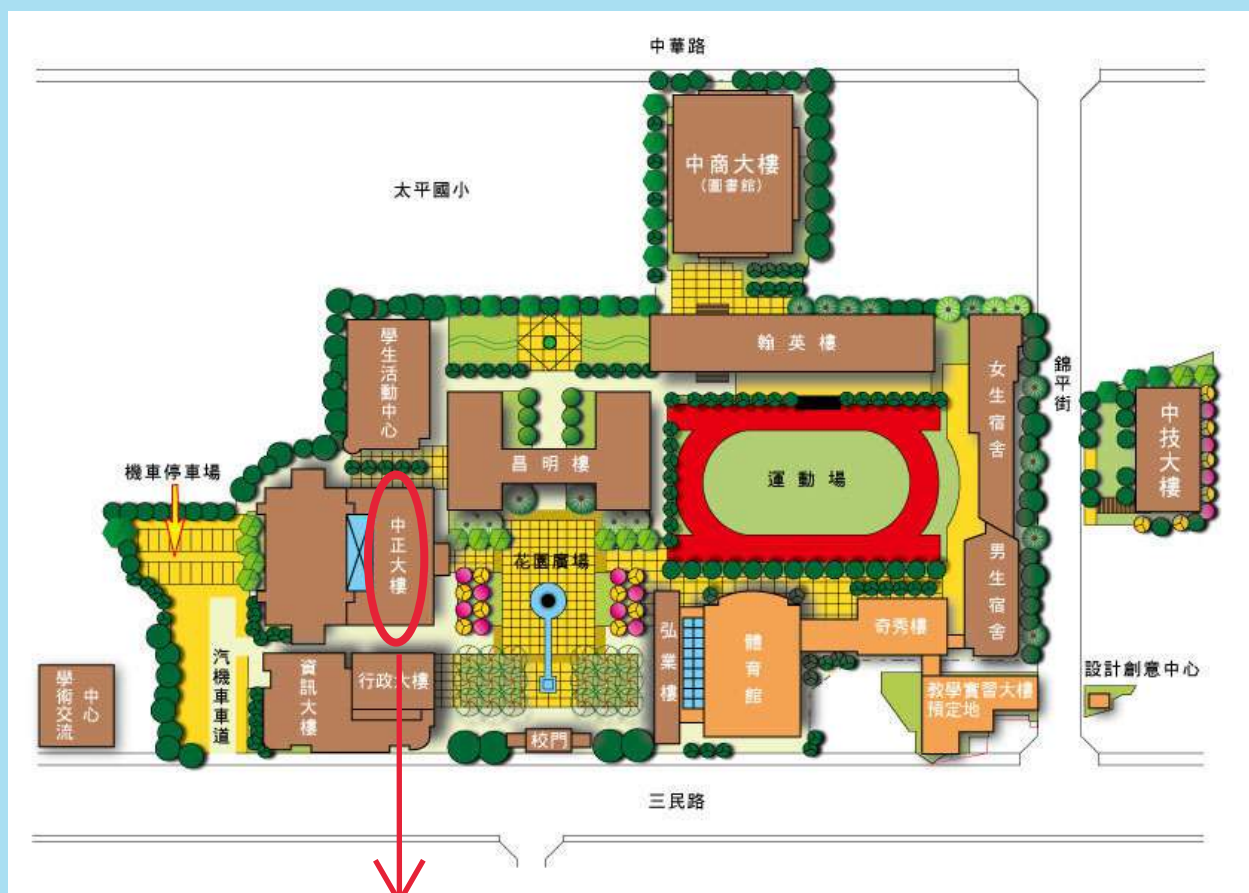 中華路
中商大樓
(圖書館)
太平國小
學生活動中心
翰英樓
女生宿舍
錦平街
中技大樓
昌明樓
運動場
機車停車場
中正大樓
花園廣場
男生宿舍
弘業樓
體育館
奇秀樓
資訊大樓
行政大樓
汽機車車道
學術交流
中心
教學實習大樓
預定地
設計創意中心
校門
三民路